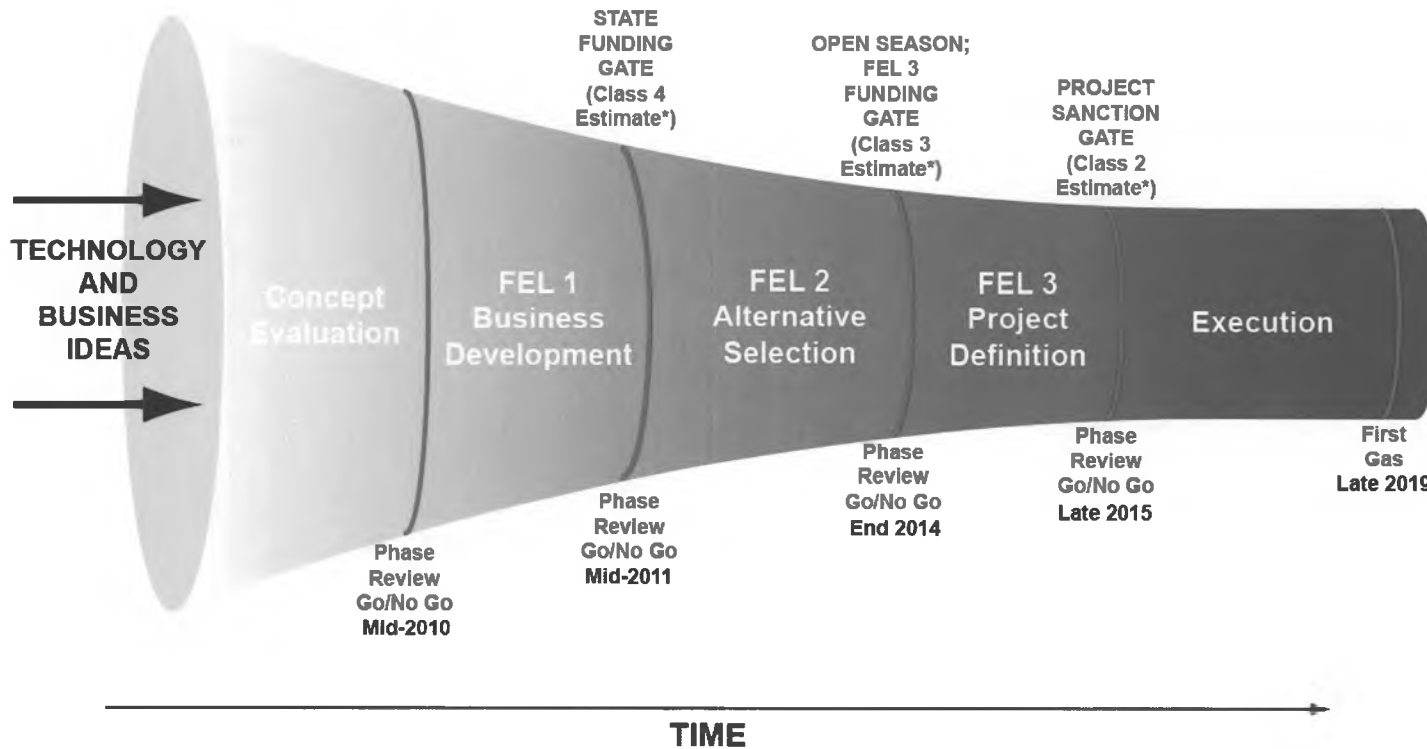 STATE
FUNDING
GATE
(Class 4
Estimate*)
OPEN SEASON;
FEL 3
FUNDING
GATE
(Class 3
Estimate*)
PROJECT
SANCTION
GATE
(Class 2
Estimate*)
TECHNOLOGY
AND
BUSINESS
IDEAS
Concept
Evaluation
FEL 1
Business
Development
FEL 2
Alternative
Selection
FEL 3
Project
Definition
Execution
Phase
Review
Go/No Go
Mid-2010
Phase
Review
Go/No Go
Mid-2011
Phase
Review
Go/No Go
End 2014
Phase
Review
Go/No Go
Late 2015
First
Gas
Late 2019
TIME